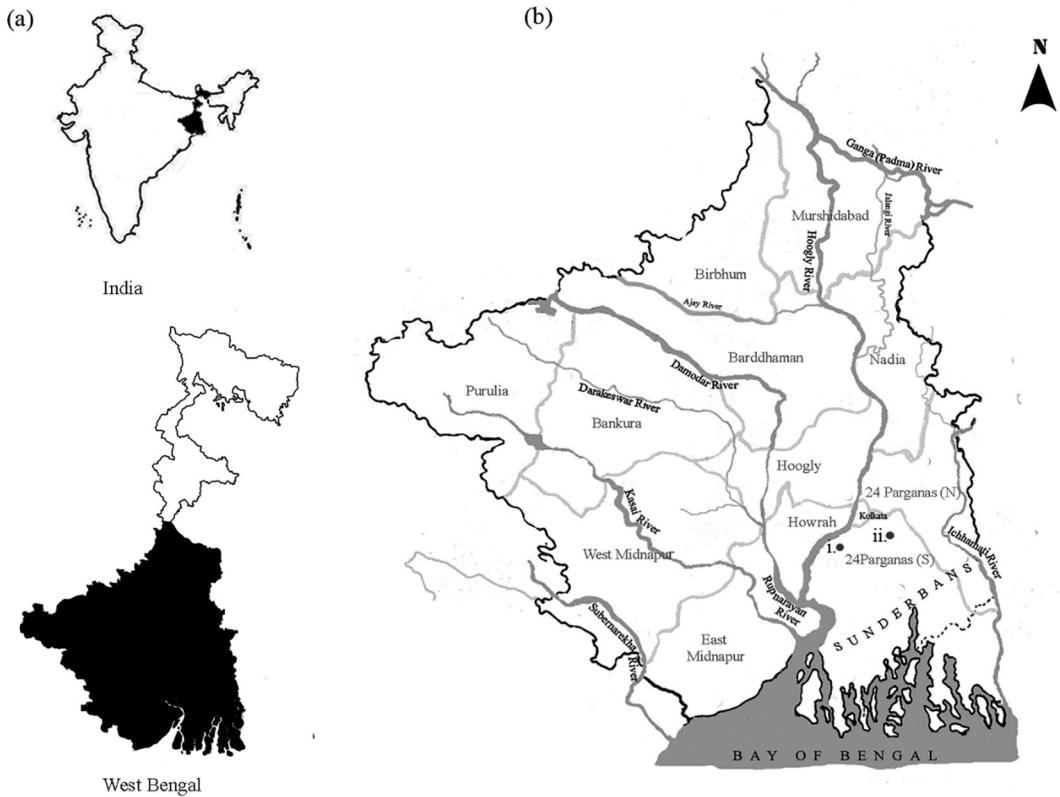 (a)
India
West Bengal
(b)
N
Ganga (Padma) River
Jalangi River
Murshidabad
Hoogly River
Birbhum
Ajay River
Barddhaman
Nadia
Damodar River
Purulia
Darakeswar River
Bankura
Hoogly
24 Parganas (N)
Kasai River
Howrah
Kolkata
i.
ii.
Ichhamati River
West Midnapur
24Parganas (S)
Rupnarayan
River
SUNDERBANS
Subernarekha
River
East
Midnapur
BAY OF BENGAL